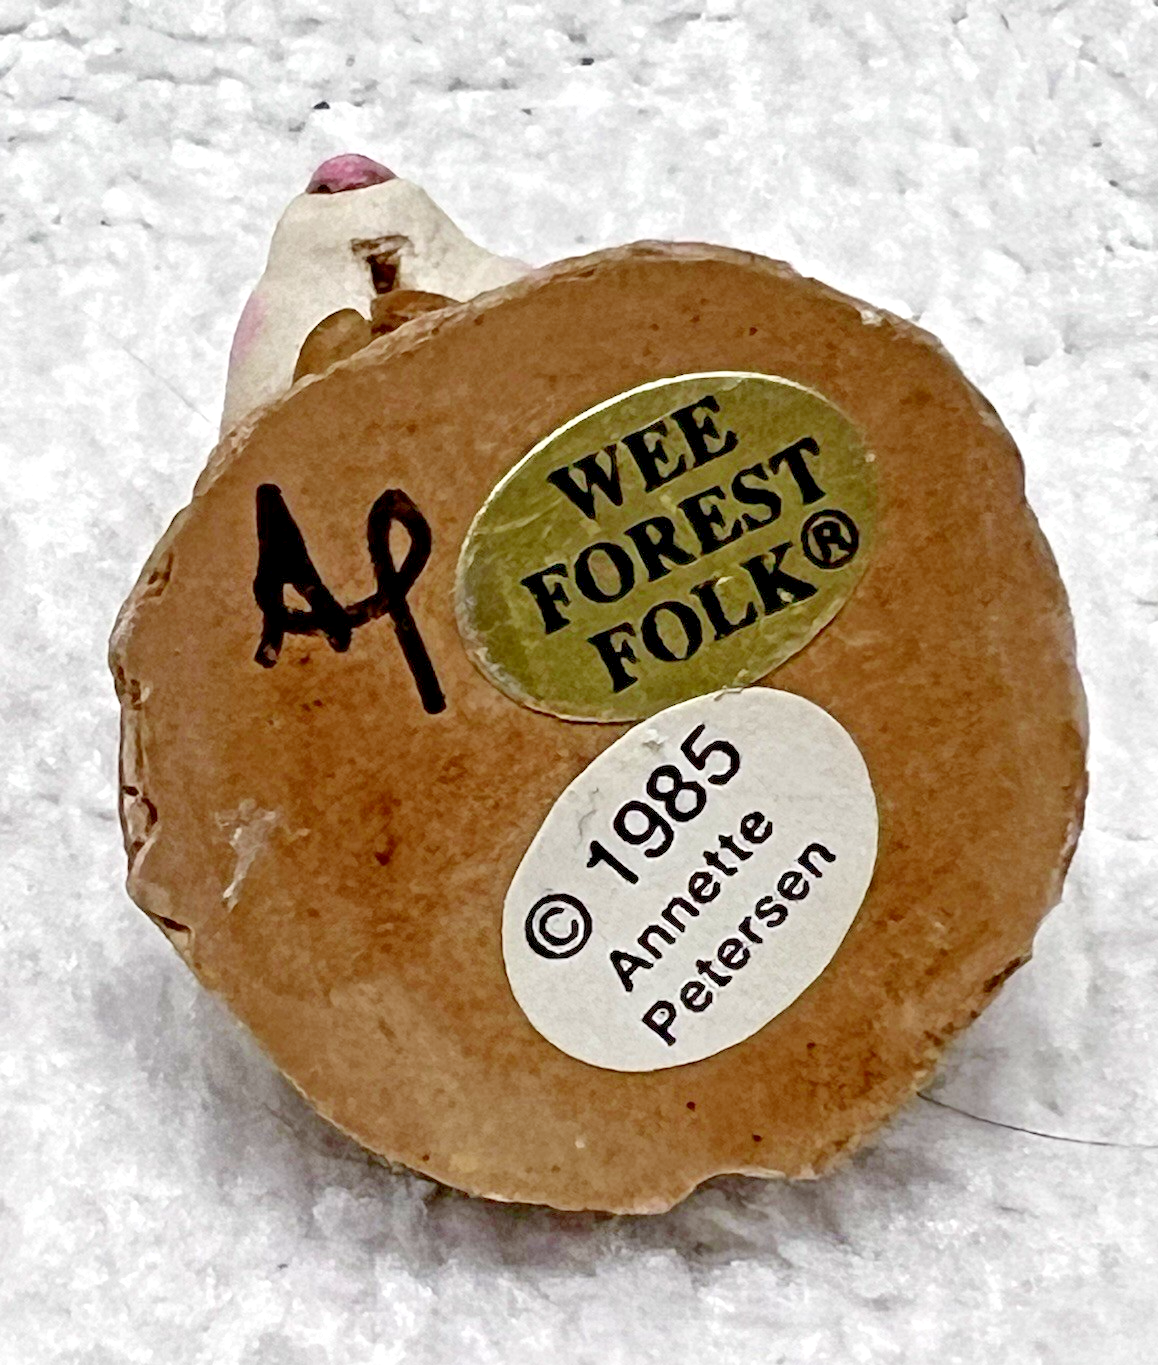 AP
WEE
FOREST
FOLK®
© 1985
Annette
Petersen